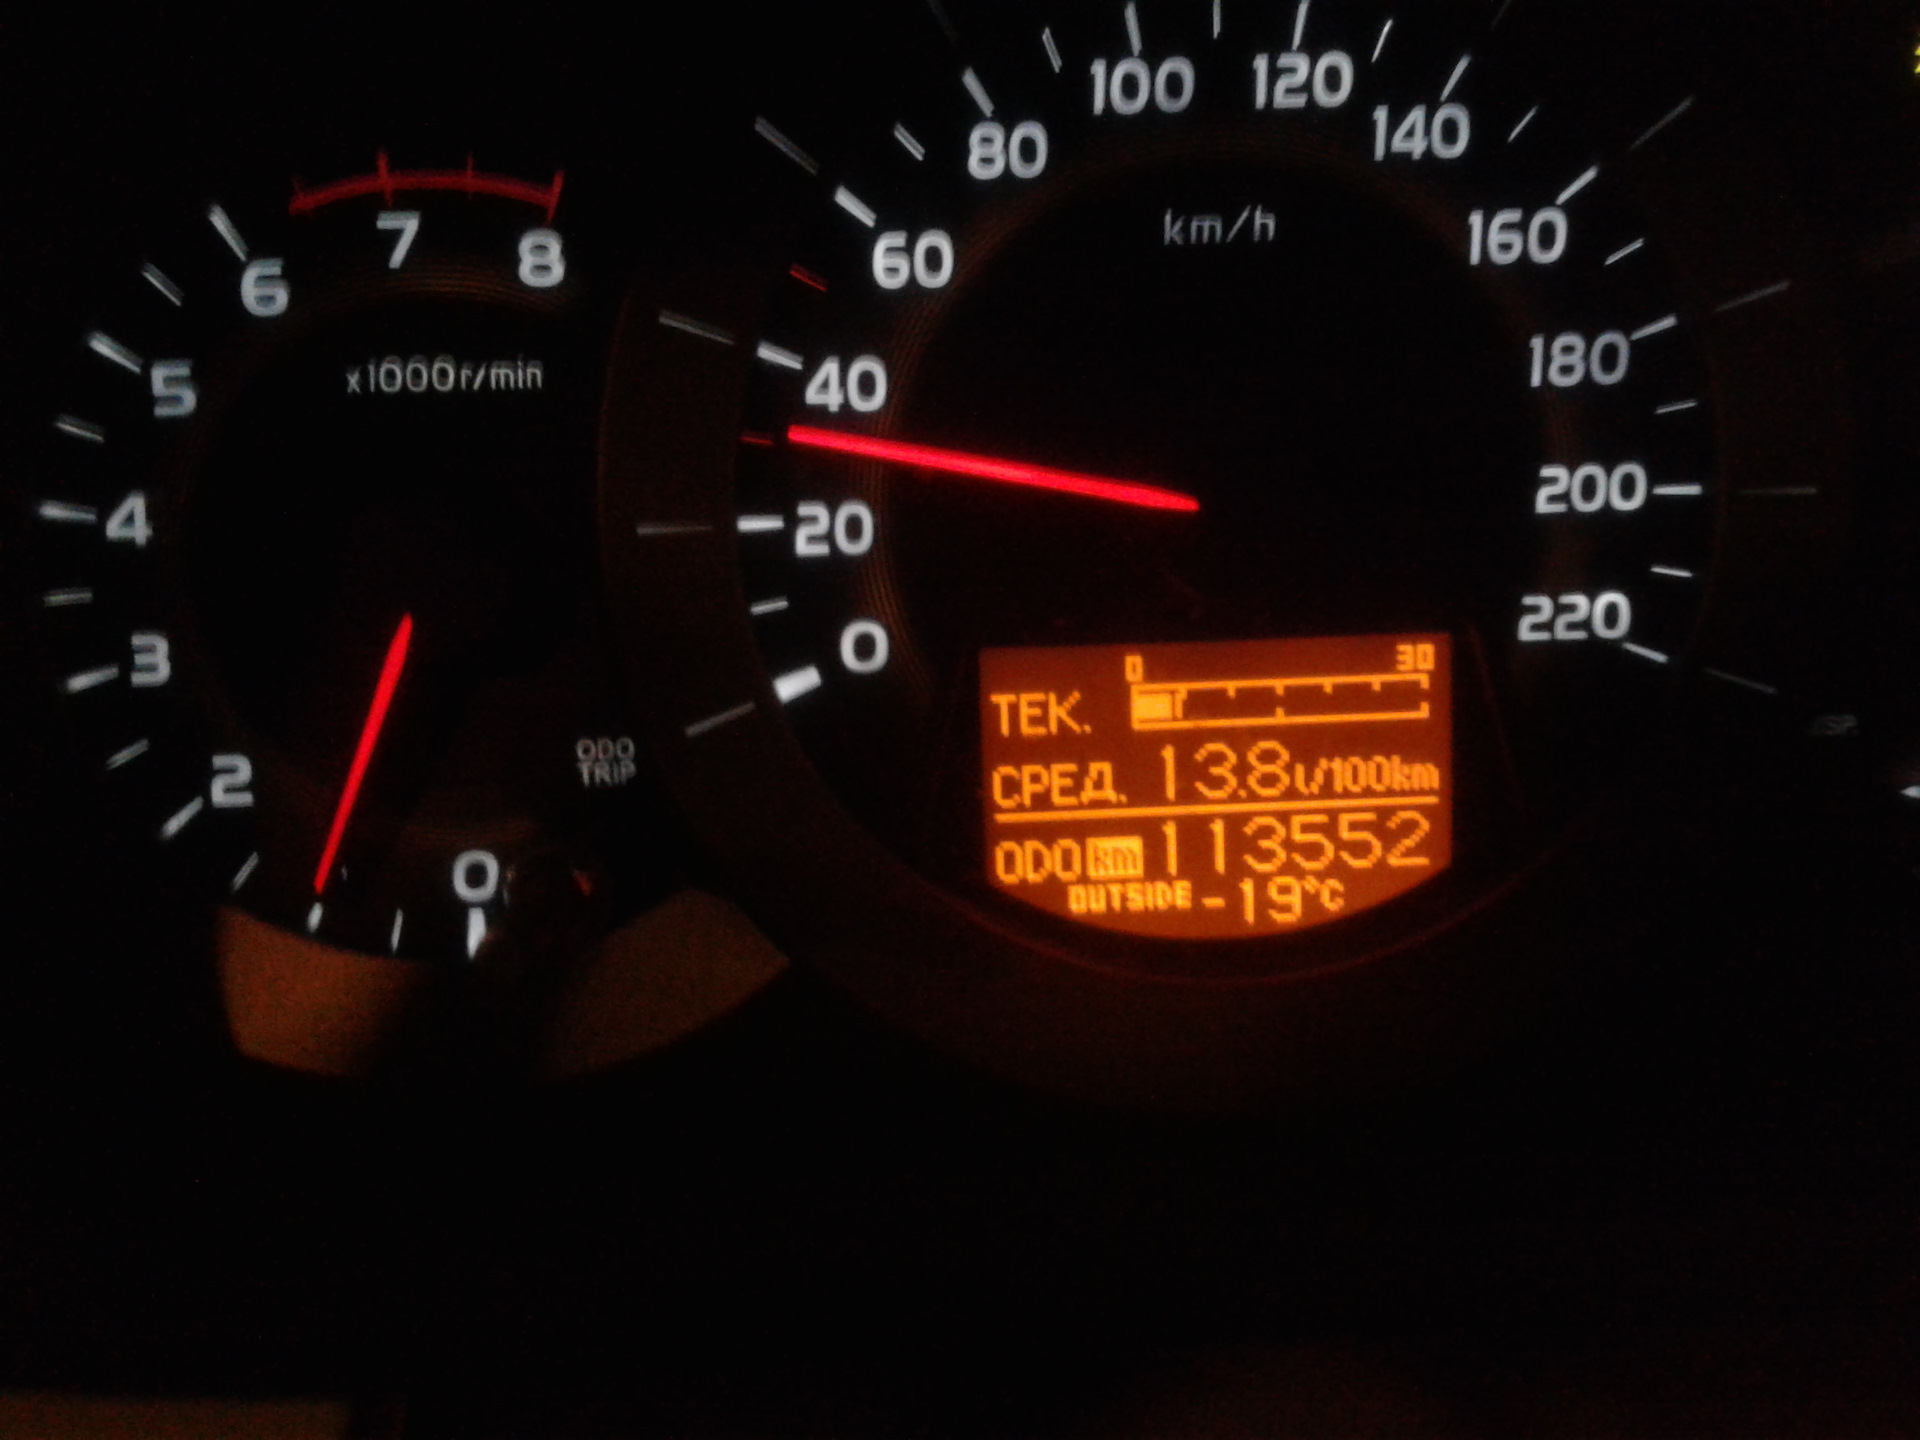 0 1 2 3 4 5 6 7 8
x1000r/min
ODO
TRIP
0 20 40 60 80 100 120 140 160 180 200 220
km/h
0 30
ТЕК.
СРЕД. 13.8 l/100km
ODO km 113552
OUTSIDE -19°C